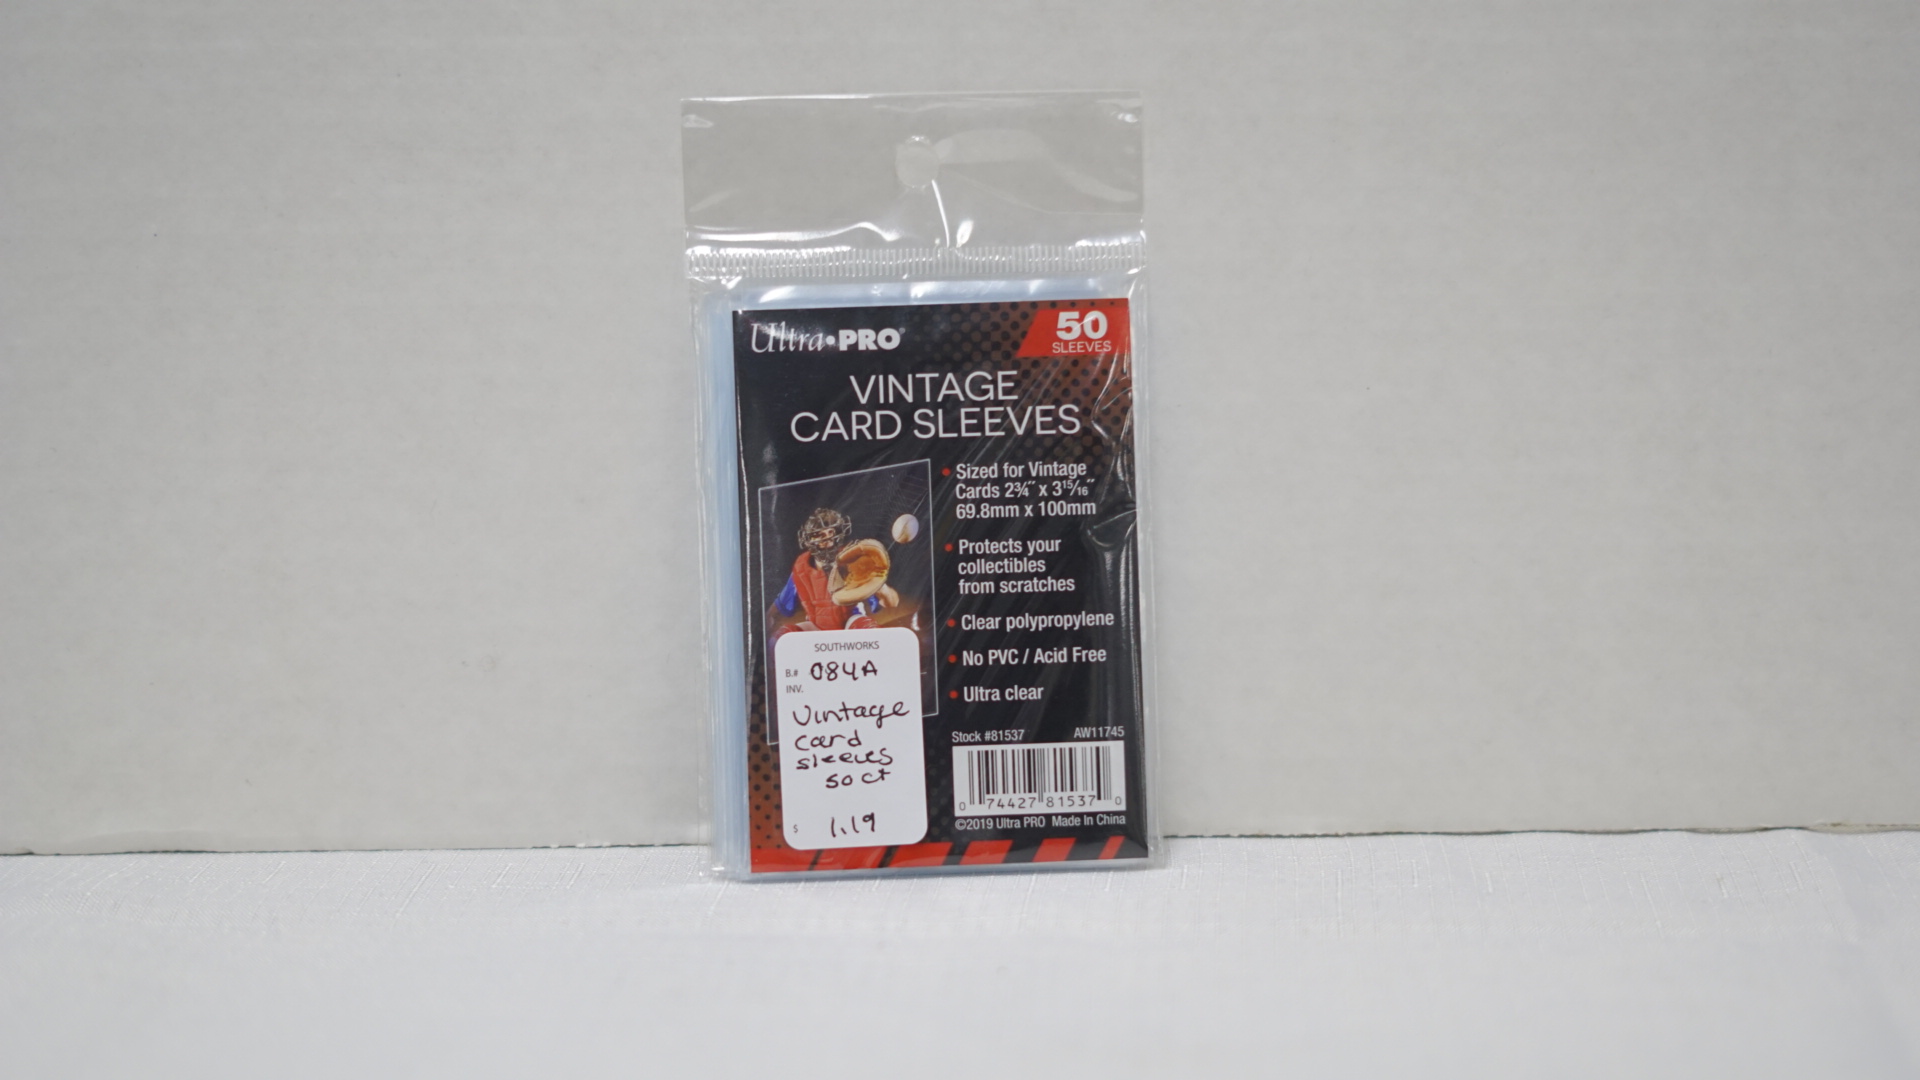 Ultra•PRO®
50
SLEEVES
VINTAGE
CARD SLEEVES
• Sized for Vintage
Cards 2¾" x 3 15/16"
69.8mm x 100mm
• Protects your
collectibles
from scratches
• Clear polypropylene
• No PVC / Acid Free
• Ultra clear
Stock #81537 AW11745
0 74427 81537 0
©2019 Ultra PRO Made In China
SOUTHWORKS
B.# 084A
INV.
Vintage
card
sleeves
50 ct
$ 1.19